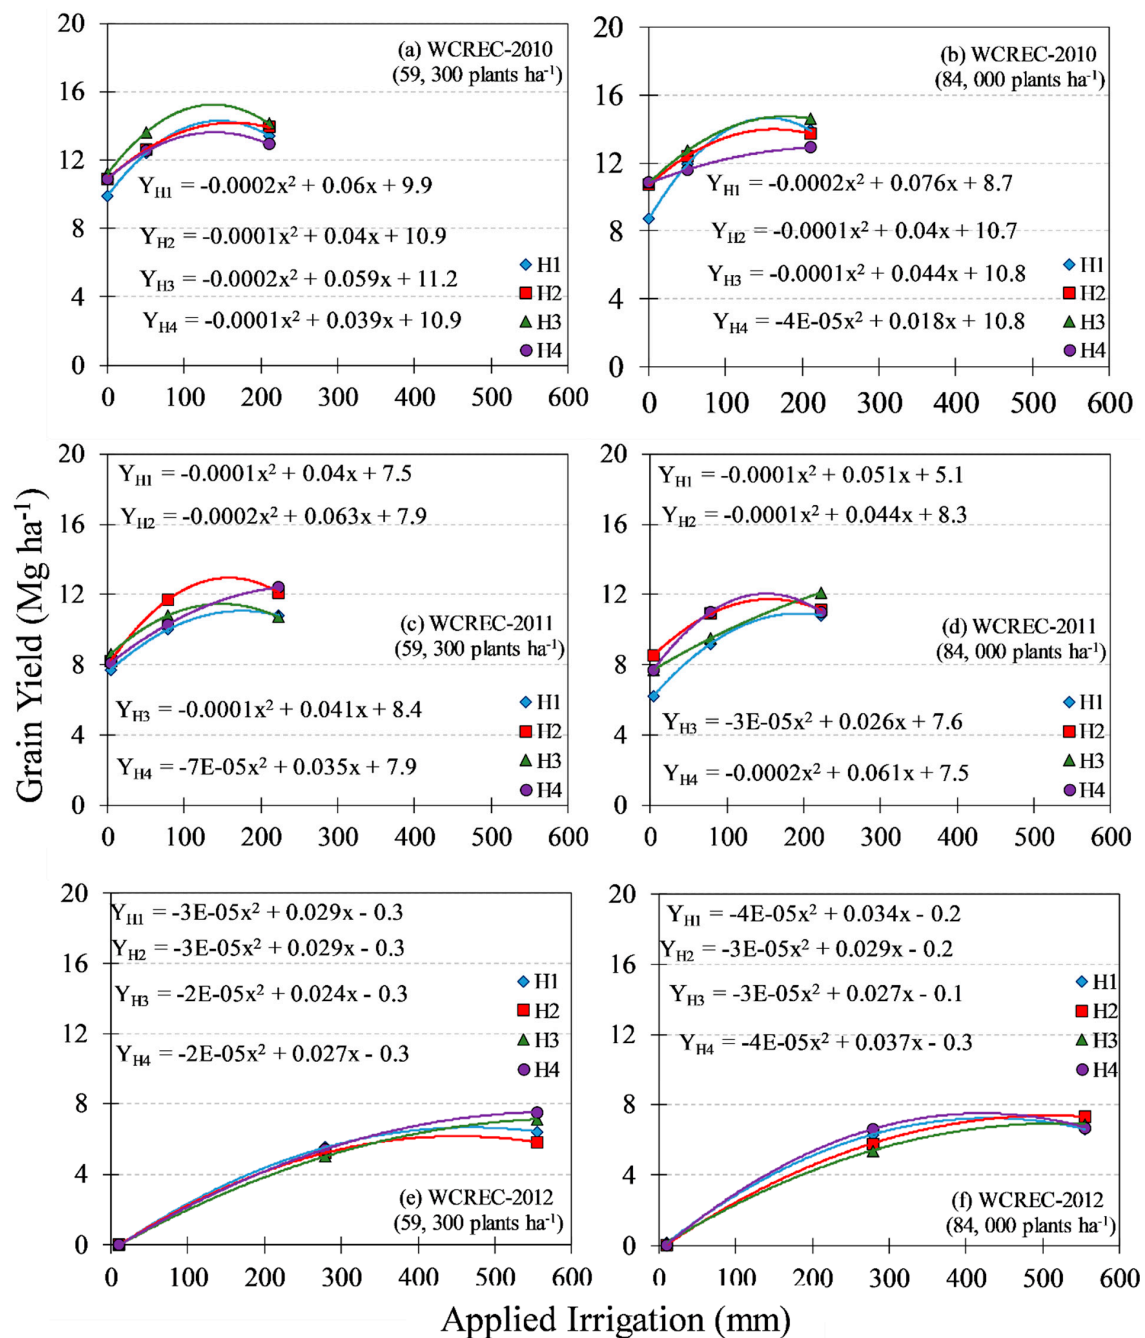 20
16
12
8
4
0
(a) WCREC-2010
(59, 300 plants ha⁻¹)
Y_H1 = -0.0002x² + 0.06x + 9.9
Y_H2 = -0.0001x² + 0.04x + 10.9
Y_H3 = -0.0002x² + 0.059x + 11.2
Y_H4 = -0.0001x² + 0.039x + 10.9
H1
H2
H3
H4
0 100 200 300 400 500 600
20
16
12
8
4
0
(b) WCREC-2010
(84, 000 plants ha⁻¹)
Y_H1 = -0.0002x² + 0.076x + 8.7
Y_H2 = -0.0001x² + 0.04x + 10.7
Y_H3 = -0.0001x² + 0.044x + 10.8
Y_H4 = -4E-05x² + 0.018x + 10.8
H1
H2
H3
H4
0 100 200 300 400 500 600
Grain Yield (Mg ha⁻¹)
20
16
12
8
4
0
Y_H1 = -0.0001x² + 0.04x + 7.5
Y_H2 = -0.0002x² + 0.063x + 7.9
(c) WCREC-2011
(59, 300 plants ha⁻¹)
Y_H3 = -0.0001x² + 0.041x + 8.4
Y_H4 = -7E-05x² + 0.035x + 7.9
H1
H2
H3
H4
0 100 200 300 400 500 600
20
16
12
8
4
0
Y_H1 = -0.0001x² + 0.051x + 5.1
Y_H2 = -0.0001x² + 0.044x + 8.3
(d) WCREC-2011
(84, 000 plants ha⁻¹)
Y_H3 = -3E-05x² + 0.026x + 7.6
Y_H4 = -0.0002x² + 0.061x + 7.5
H1
H2
H3
H4
0 100 200 300 400 500 600
20
16
12
8
4
0
Y_H1 = -3E-05x² + 0.029x - 0.3
Y_H2 = -3E-05x² + 0.029x - 0.3
Y_H3 = -2E-05x² + 0.024x - 0.3
Y_H4 = -2E-05x² + 0.027x - 0.3
H1
H2
H3
H4
(e) WCREC-2012
(59, 300 plants ha⁻¹)
0 100 200 300 400 500 600
20
16
12
8
4
0
Y_H1 = -4E-05x² + 0.034x - 0.2
Y_H2 = -3E-05x² + 0.029x - 0.2
Y_H3 = -3E-05x² + 0.027x - 0.1
Y_H4 = -4E-05x² + 0.037x - 0.3
H1
H2
H3
H4
(f) WCREC-2012
(84, 000 plants ha⁻¹)
0 100 200 300 400 500 600
Applied Irrigation (mm)